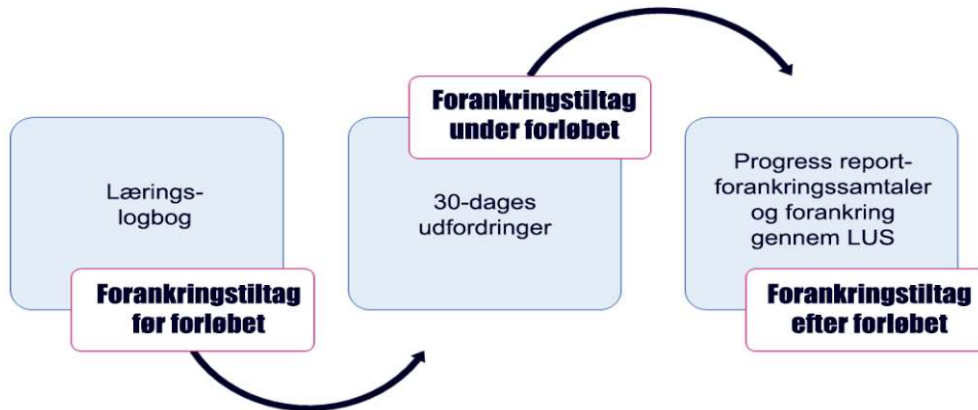 Lærings-
logbog
Forankringstiltag
før forløbet
Forankringstiltag
under forløbet
30-dages
udfordringer
Progress report-
forankringssamtaler
og forankring
gennem LUS
Forankringstiltag
efter forløbet